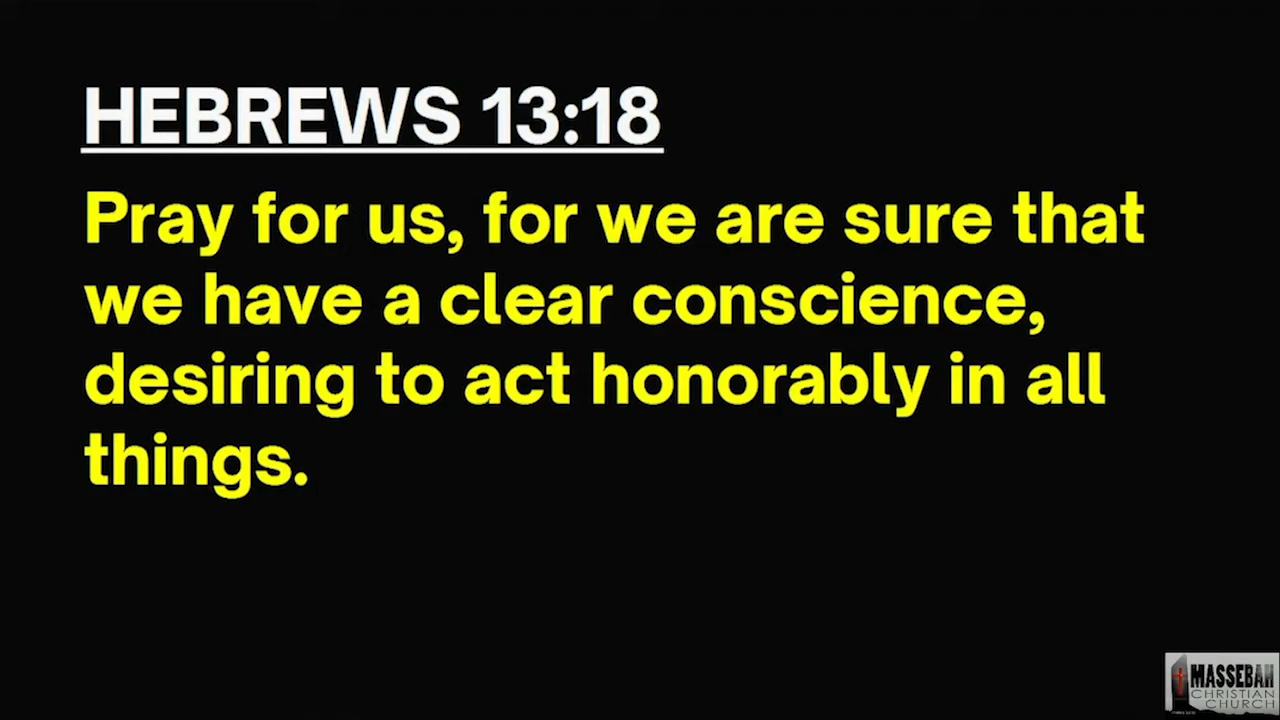 HEBREWS 13:18
Pray for us, for we are sure that
we have a clear conscience,
desiring to act honorably in all
things.
MASSEBAH
CHRISTIAN
CHURCH